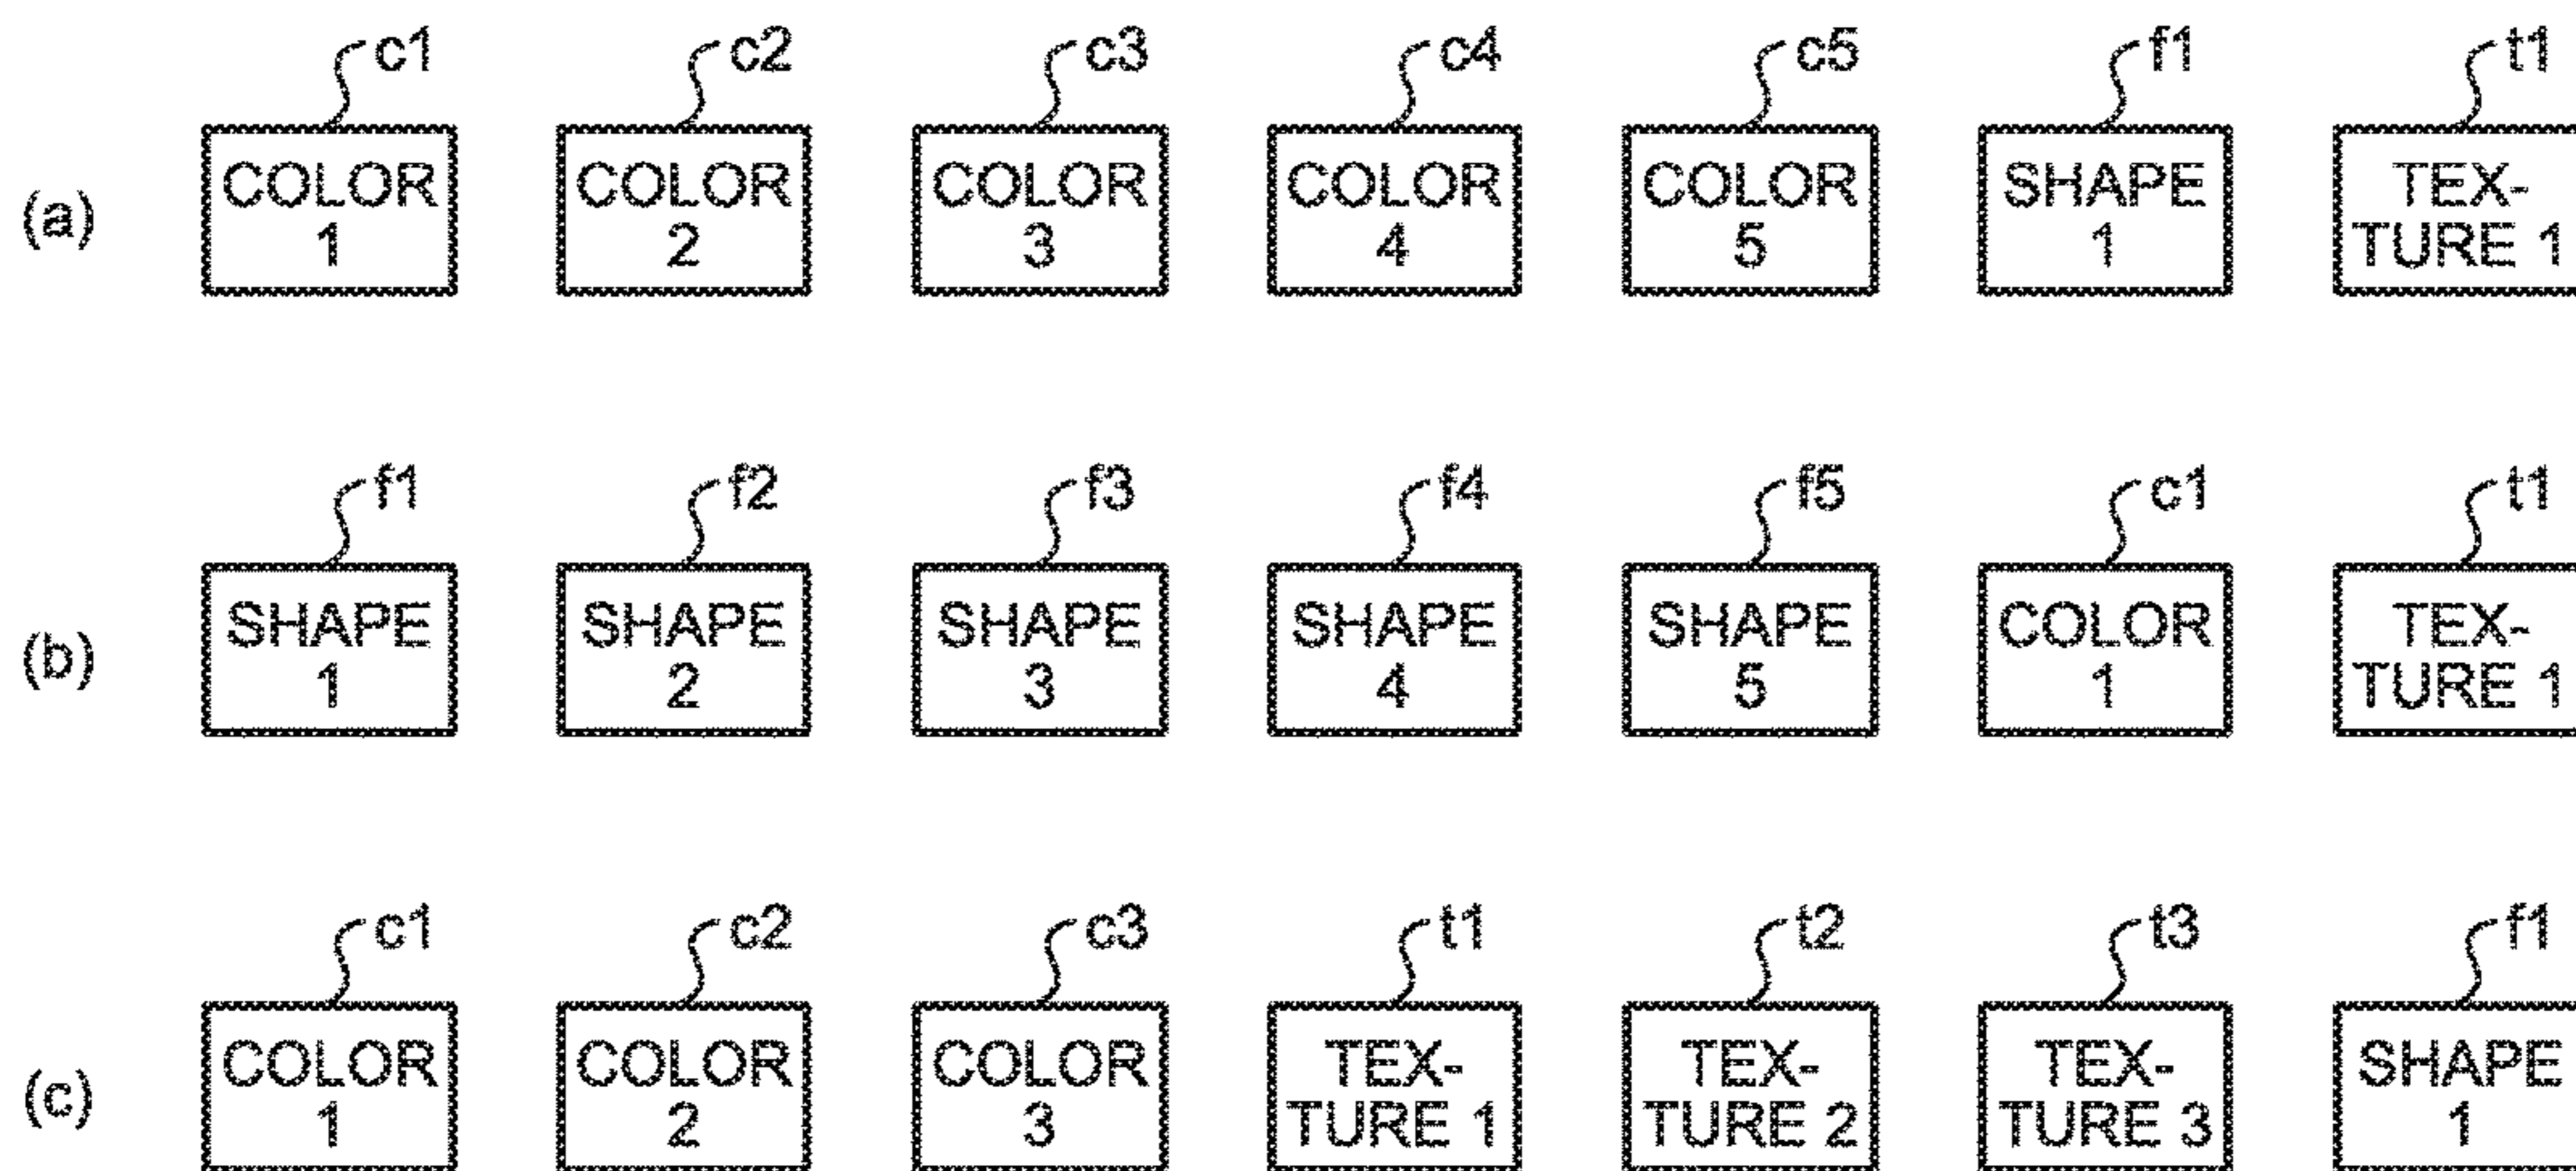 c1 c2 c3 c4 c5 f1 t1
(a) COLOR 1 COLOR 2 COLOR 3 COLOR 4 COLOR 5 SHAPE 1 TEX-TURE 1
f1 f2 f3 f4 f5 c1 t1
(b) SHAPE 1 SHAPE 2 SHAPE 3 SHAPE 4 SHAPE 5 COLOR 1 TEX-TURE 1
c1 c2 c3 t1 t2 t3 f1
(c) COLOR 1 COLOR 2 COLOR 3 TEX-TURE 1 TEX-TURE 2 TEX-TURE 3 SHAPE 1